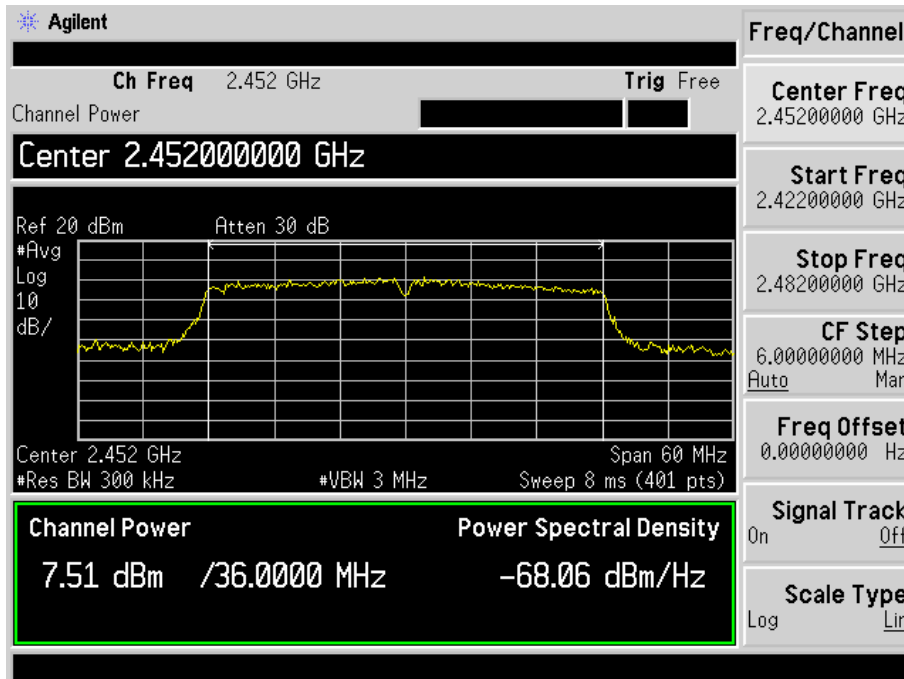 Agilent
Freq/Channel
Ch Freq 2.452 GHz Trig Free
Channel Power
Center 2.452000000 GHz
Ref 20 dBm Atten 30 dB
#Avg
Log
10
dB/
Center 2.452 GHz Span 60 MHz
#Res BW 300 kHz #VBW 3 MHz Sweep 8 ms (401 pts)
Channel Power Power Spectral Density
7.51 dBm /36.0000 MHz -68.06 dBm/Hz
Center Freq
2.45200000 GHz
Start Freq
2.42200000 GHz
Stop Freq
2.48200000 GHz
CF Step
6.00000000 MHz
Auto Man
Freq Offset
0.00000000 Hz
Signal Track
On Off
Scale Type
Log Lin